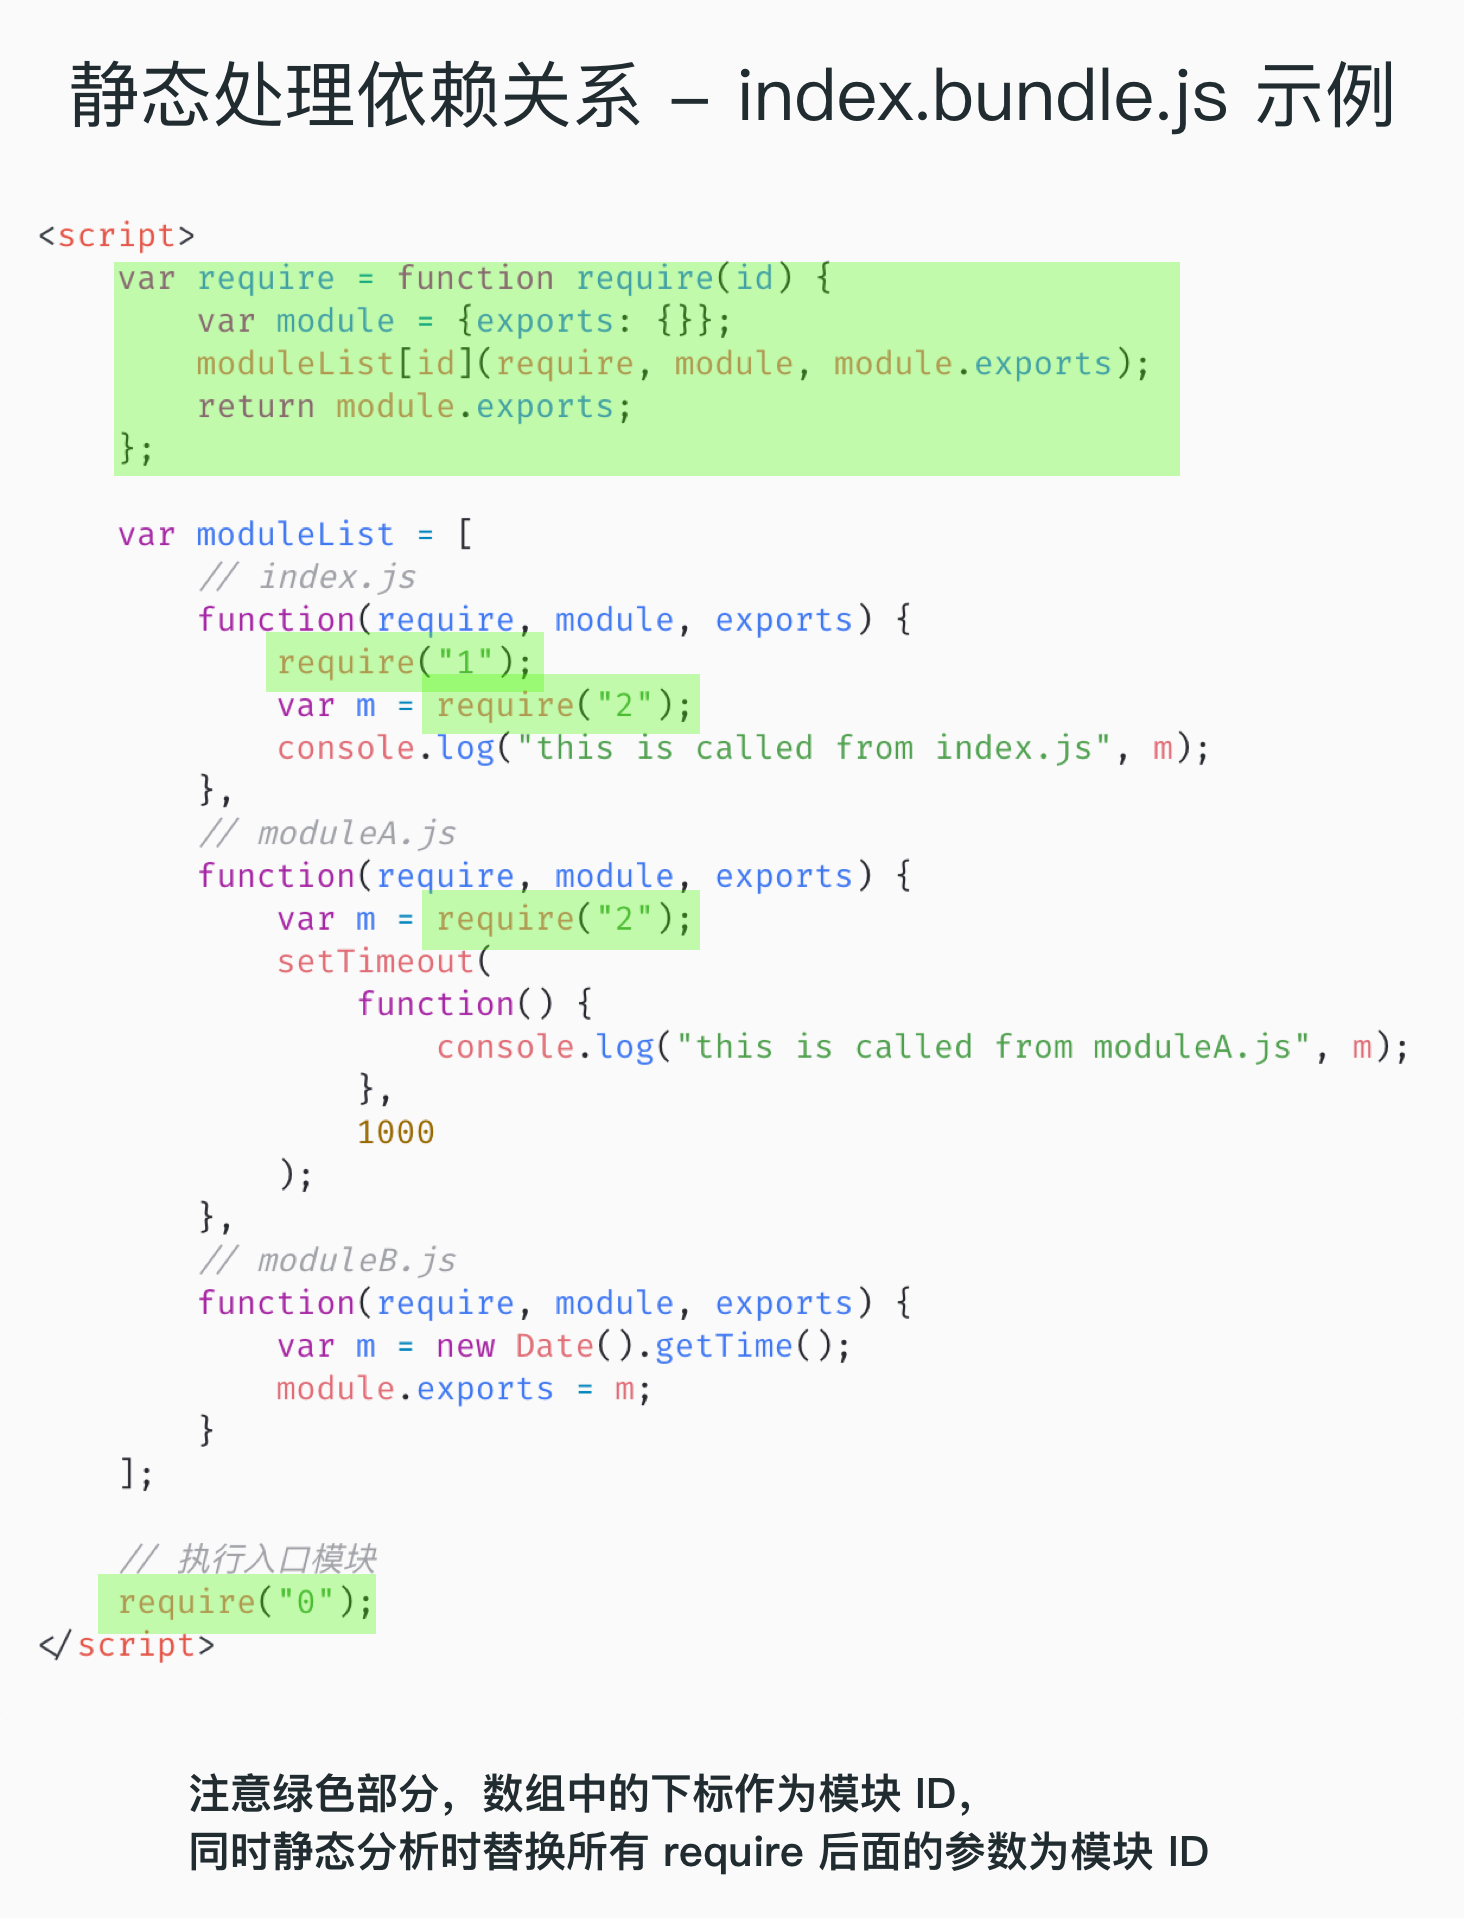 静态处理依赖关系 – index.bundle.js 示例
<script>
    var require = function require(id) {
        var module = {exports: {}};
        moduleList[id](require, module, module.exports);
        return module.exports;
    };

    var moduleList = [
        // index.js
        function(require, module, exports) {
            require("1");
            var m = require("2");
            console.log("this is called from index.js", m);
        },
        // moduleA.js
        function(require, module, exports) {
            var m = require("2");
            setTimeout(
                function() {
                    console.log("this is called from moduleA.js", m);
                },
                1000
            );
        },
        // moduleB.js
        function(require, module, exports) {
            var m = new Date().getTime();
            module.exports = m;
        }
    ];

    // 执行入口模块
    require("0");
</script>
注意绿色部分，数组中的下标作为模块 ID，
同时静态分析时替换所有 require 后面的参数为模块 ID